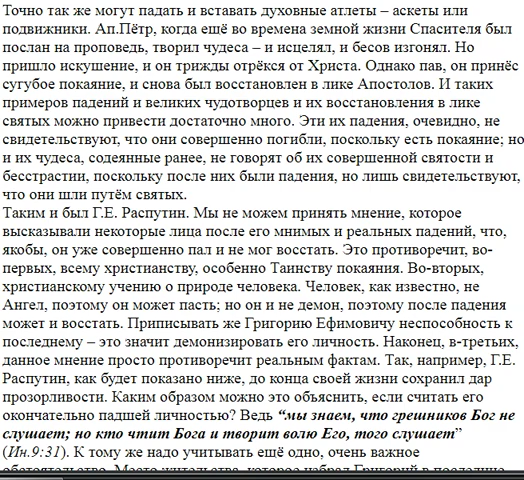 Точно так же могут падать и вставать духовные атлеты – аскеты или
подвижники. Ап.Пётр, когда ещё во времена земной жизни Спасителя был
послан на проповедь, творил чудеса – и исцелял, и бесов изгонял. Но
пришло искушение, и он трижды отрёкся от Христа. Однако пав, он принёс
сугубое покаяние, и снова был восстановлен в лике Апостолов. И таких
примеров падений и великих чудотворцев и их восстановления в лике
святых можно привести достаточно много. Эти их падения, очевидно, не
свидетельствуют, что они совершенно погибли, поскольку есть покаяние; но
и их чудеса, содеянные ранее, не говорят об их совершенной святости и
бесстрастии, поскольку после них были падения, но лишь свидетельствуют,
что они шли путём святых.
Таким и был Г.Е. Распутин. Мы не можем принять мнение, которое
высказывали некоторые лица после его мнимых и реальных падений, что,
якобы, он уже совершенно пал и не мог восстать. Это противоречит, во-
первых, всему христианству, особенно Таинству покаяния. Во-вторых,
христианскому учению о природе человека. Человек, как известно, не
Ангел, поэтому он может пасть; но он и не демон, поэтому после падения
может и восстать. Приписывать же Григорию Ефимовичу неспособность к
последнему – это значит демонизировать его личность. Наконец, в-третьих,
данное мнение просто противоречит реальным фактам. Так, например, Г.Е.
Распутин, как будет показано ниже, до конца своей жизни сохранил дар
прозорливости. Каким образом можно это объяснить, если считать его
окончательно падшей личностью? Ведь “мы знаем, что грешников Бог не
слушает; но кто чтит Бога и творит волю Его, того слушает”
(Ин.9:31). К тому же надо учитывать ещё одно, очень важное
обстоятельство. Место жительства, которое избрал Григорий в последние